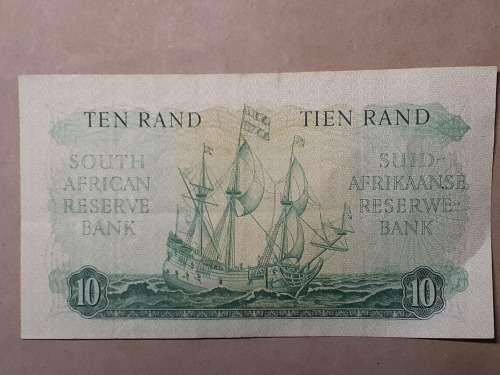 TEN RAND
TIEN RAND
SOUTH
AFRICAN
RESERVE
BANK
SUID-
AFRIKAANSE
RESERWE-
BANK
10
10